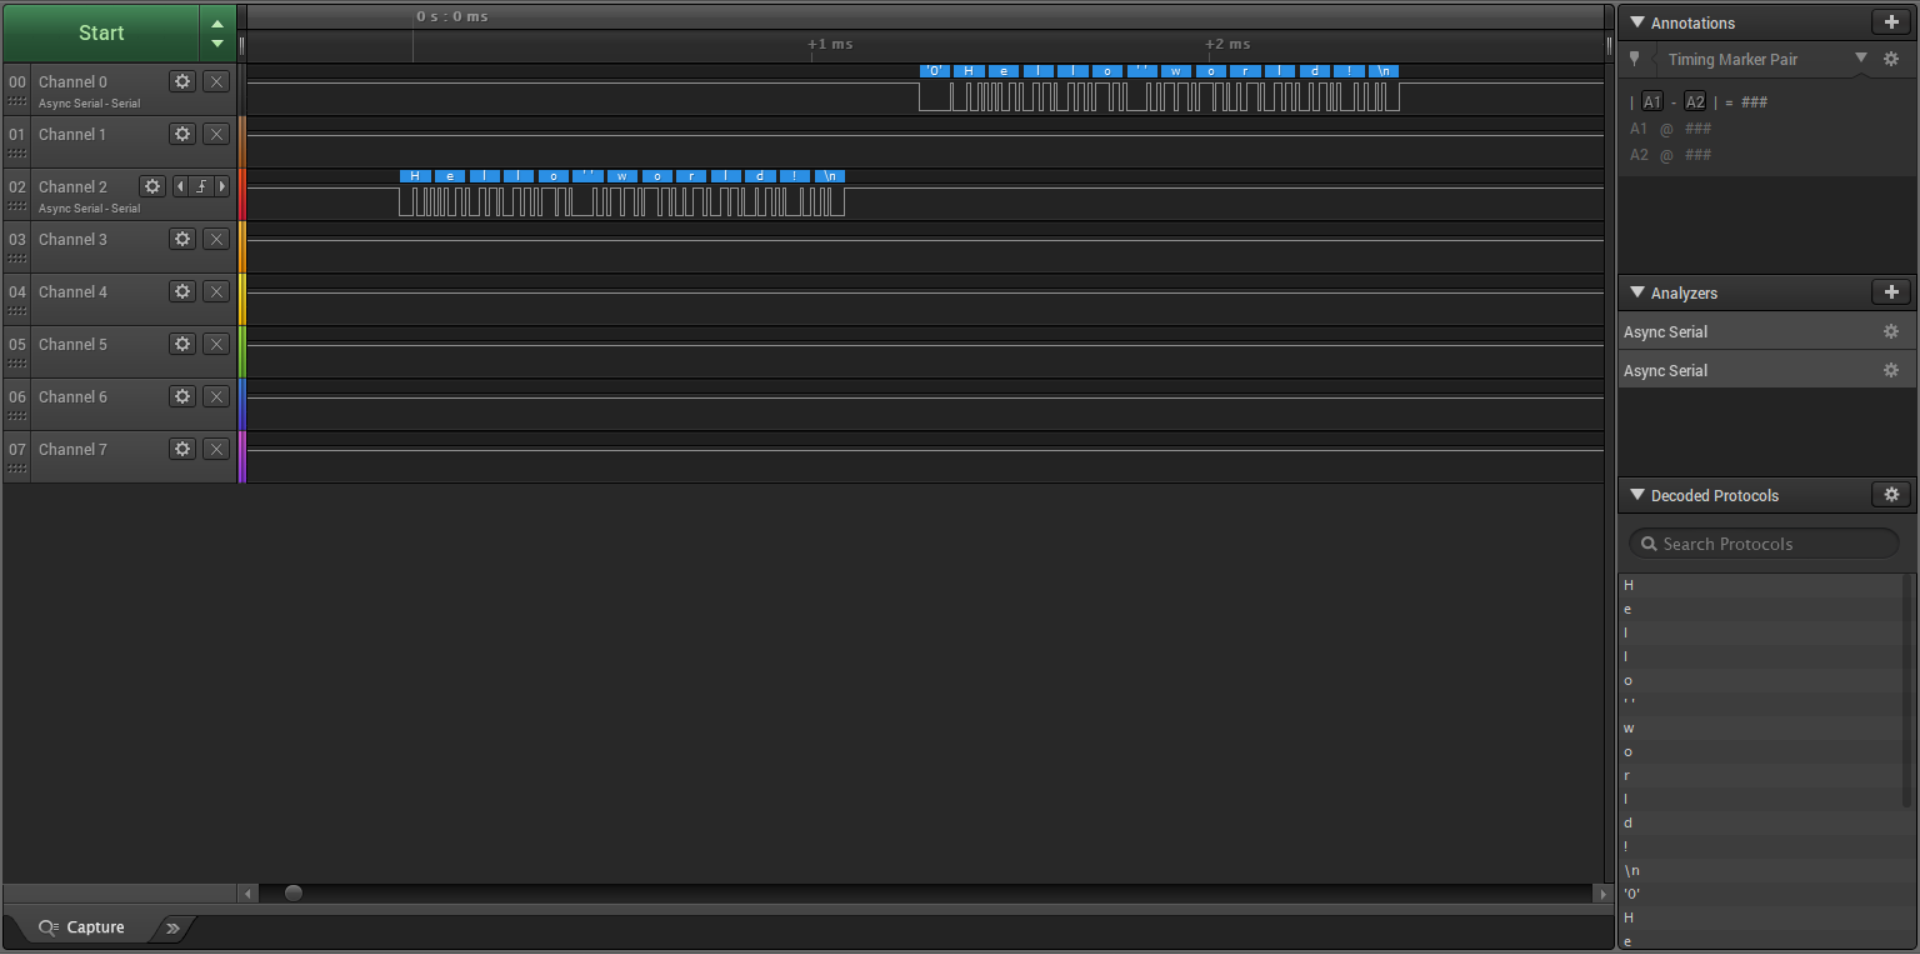 Start
0 s : 0 ms
+1 ms
+2 ms
00 Channel 0
Async Serial - Serial
'0' H e l l o ' ' w o r l d ! \n
01 Channel 1
02 Channel 2
Async Serial - Serial
H e l l o ' ' w o r l d ! \n
03 Channel 3
04 Channel 4
05 Channel 5
06 Channel 6
07 Channel 7
Capture
Annotations
Timing Marker Pair
| A1 - A2 | = ###
A1 @ ###
A2 @ ###
Analyzers
Async Serial
Async Serial
Decoded Protocols
Search Protocols
H
e
l
l
o
' '
w
o
r
l
d
!
\n
'0'
H
e